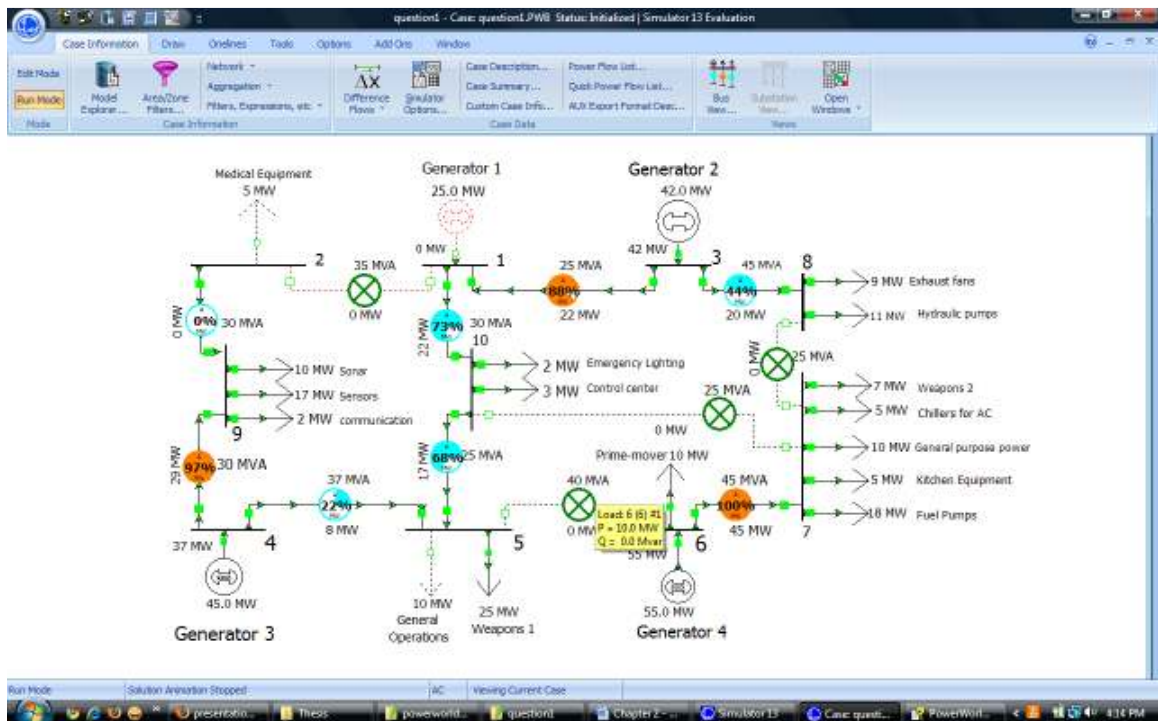 question1 - Case: question1.PWB Status: Initialized | Simulator 13 Evaluation
Case Information Draw Onelines Tools Options Add Ons Window
Edit Mode
Run Mode
Mode
Model Explorer...
Area/Zone Filters...
Network
Aggregation
Filters, Expressions, etc.
Case Information
Difference Flows
Simulator Options...
Case Description...
Case Summary...
Custom Case Info...
Power Flow List...
Quick Power Flow List...
AUX Export Format Desc...
Case Data
Bus View...
Substation View...
Open Windows
Views
Medical Equipment
5 MW
Generator 1
25.0 MW
Generator 2
42.0 MW
0 MW
42 MW
2
35 MVA
0 MW
1
25 MVA
88%
22 MW
3
45 MVA
44%
20 MW
8
9 MW Exhaust fans
11 MW Hydraulic pumps
0 MW
0%
30 MVA
22 MW
73%
30 MVA
10
0 MW
25 MVA
10 MW Sonar
17 MW Sensors
2 MW communication
9
2 MW Emergency Lighting
3 MW Control center
25 MVA
0 MW
7 MW Weapons 2
5 MW Chillers for AC
10 MW General purpose power
5 MW Kitchen Equipment
18 MW Fuel Pumps
7
29 MW
97%
30 MVA
17 MW
68%
25 MVA
Prime-mover 10 MW
37 MVA
22%
8 MW
40 MVA
0 MW
Load: 6 (6) #1
P = 10.0 MW
Q = 0.0 Mvar
45 MVA
100%
45 MW
37 MW
4
5
6
55 MW
45.0 MW
Generator 3
10 MW
General
Operations
25 MW
Weapons 1
55.0 MW
Generator 4
Run Mode Solution Animation Stopped AC Viewing Current Case
presentatio... Thesis powerworld... question1 Chapter 2 - ... Simulator 13 Case: questi... PowerWorl... 4:14 PM